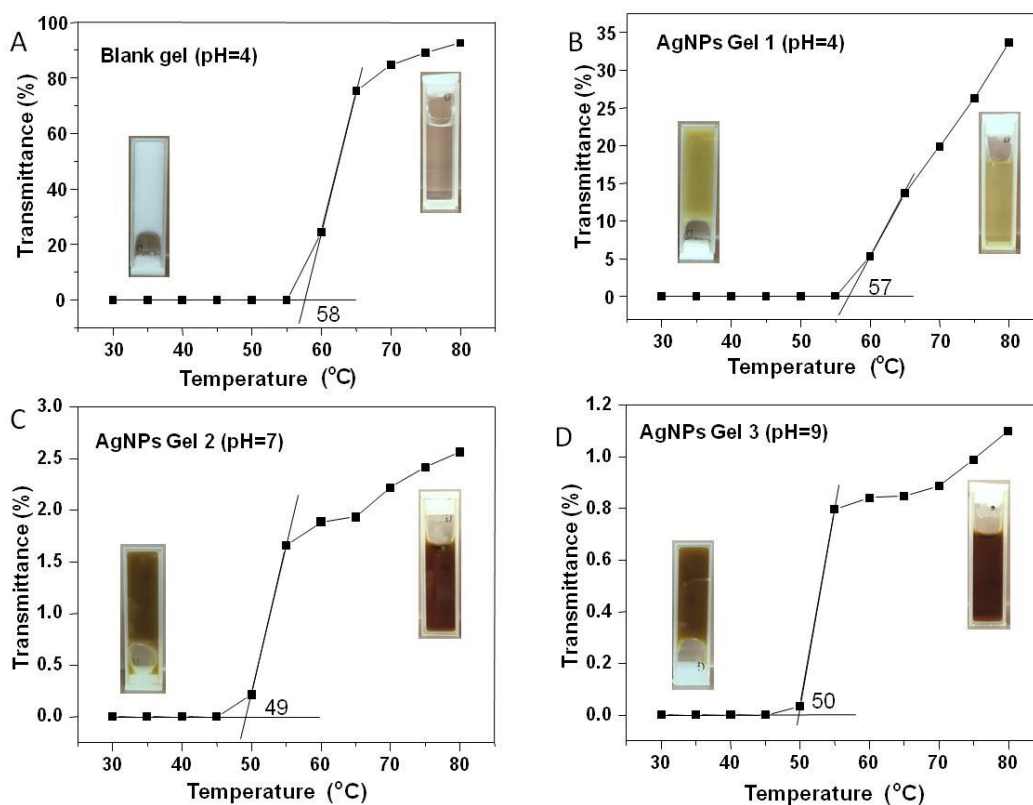 A
Blank gel (pH=4)
Transmittance (%)
100
80
60
40
20
0
58
30 40 50 60 70 80
Temperature (°C)
B
AgNPs Gel 1 (pH=4)
Transmittance (%)
35
30
25
20
15
10
5
0
57
30 40 50 60 70 80
Temperature (°C)
C
AgNPs Gel 2 (pH=7)
Transmittance (%)
3.0
2.5
2.0
1.5
1.0
0.5
0.0
49
30 40 50 60 70 80
Temperature (°C)
D
AgNPs Gel 3 (pH=9)
Transmittance (%)
1.2
1.0
0.8
0.6
0.4
0.2
0.0
50
30 40 50 60 70 80
Temperature (°C)